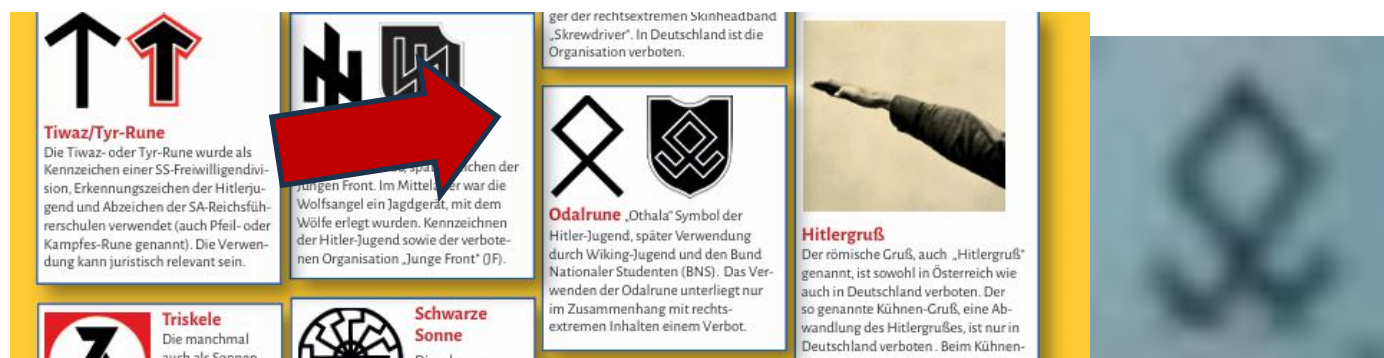 Tiwaz/Tyr-Rune
Die Tiwaz- oder Tyr-Rune wurde als
Kennzeichen einer SS-Freiwilligendivi-
sion, Erkennungszeichen der Hitlerju-
gend und Abzeichen der SA-Reichsfüh-
rerschulen verwendet (auch Pfeil- oder
Kampfes-Rune genannt). Die Verwen-
dung kann juristisch relevant sein.
Triskele
Die manchmal
auch als Sonnen-
der
Jungen Front. Im war die
Wolfsangel ein Jagdgerät, mit dem
Wölfe erlegt wurden. Kennzeichnen
der Hitler-Jugend sowie der verbote-
nen Organisation „Junge Front“ (JF).
Schwarze
Sonne
ger der rechtsextremen Skinheadband
„Skrewdriver“. In Deutschland ist die
Organisation verboten.
Odalrune „Othala“ Symbol der
Hitler-Jugend, später Verwendung
durch Wiking-Jugend und den Bund
Nationaler Studenten (BNS). Das Ver-
wenden der Odalrune unterliegt nur
im Zusammenhang mit rechts-
extremen Inhalten einem Verbot.
Hitlergruß
Der römische Gruß, auch „Hitlergruß“
genannt, ist sowohl in Österreich wie
auch in Deutschland verboten. Der
so genannte Kühnen-Gruß, eine Ab-
wandlung des Hitlergrußes, ist nur in
Deutschland verboten. Beim Kühnen-